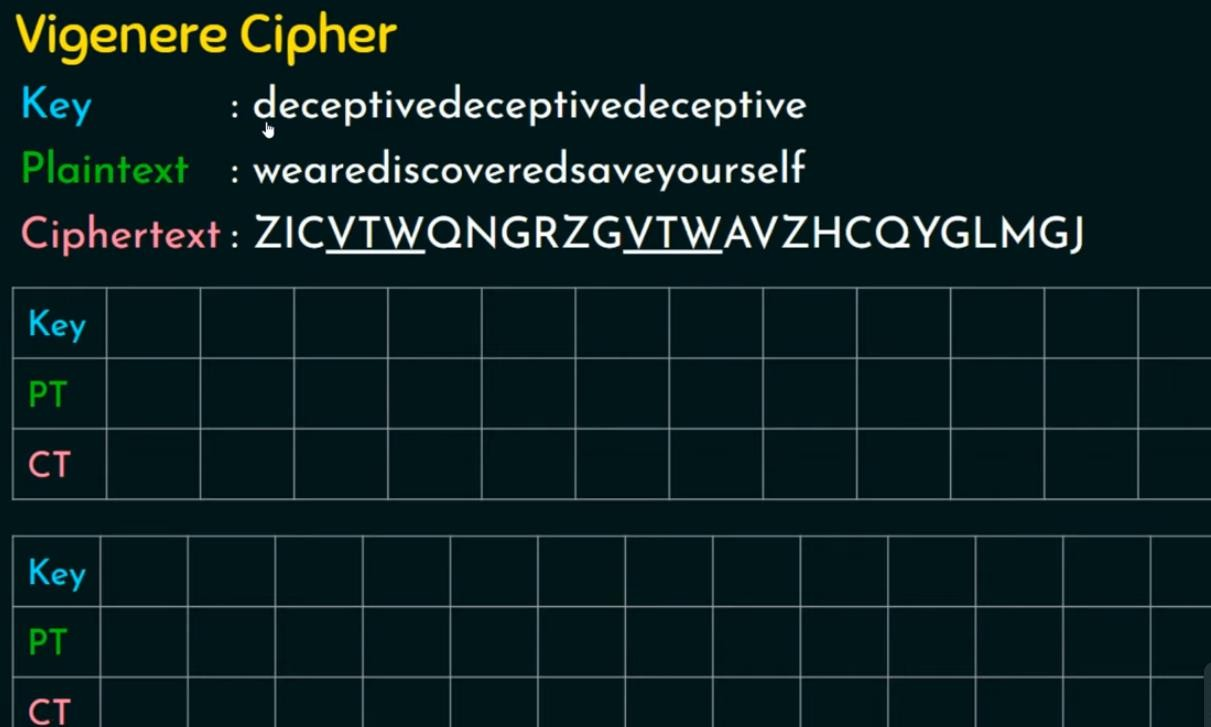 Vigenere Cipher
Key : deceptivedeceptivedeceptive
Plaintext : wearediscoveredsaveyourself
Ciphertext : ZICVTWQNGRZGVTWAVZHCQYGLMGJ
Key
PT
CT
Key
PT
CT